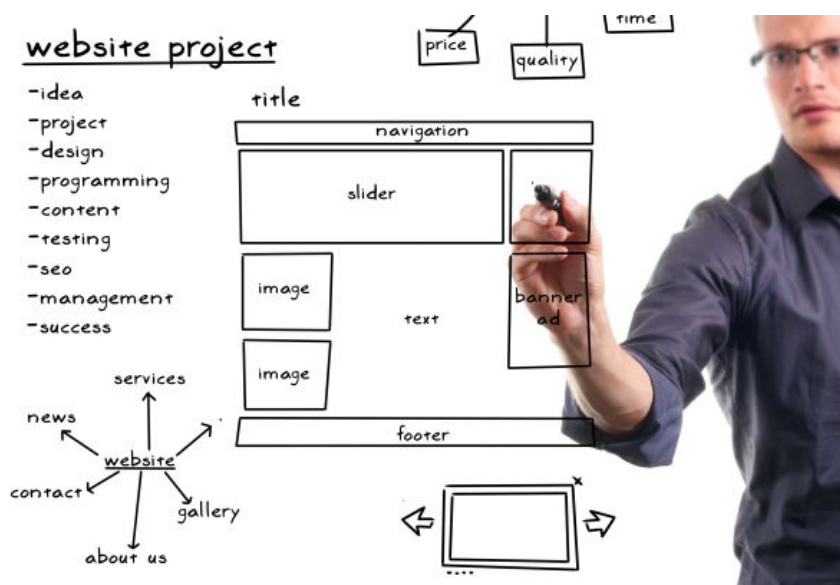 website project
-idea
-project
-design
-programming
-content
-testing
-seo
-management
-success
price
quality
time
title
navigation
slider
image
text
banner
ad
image
footer
services
news
website
contact
gallery
about us
x